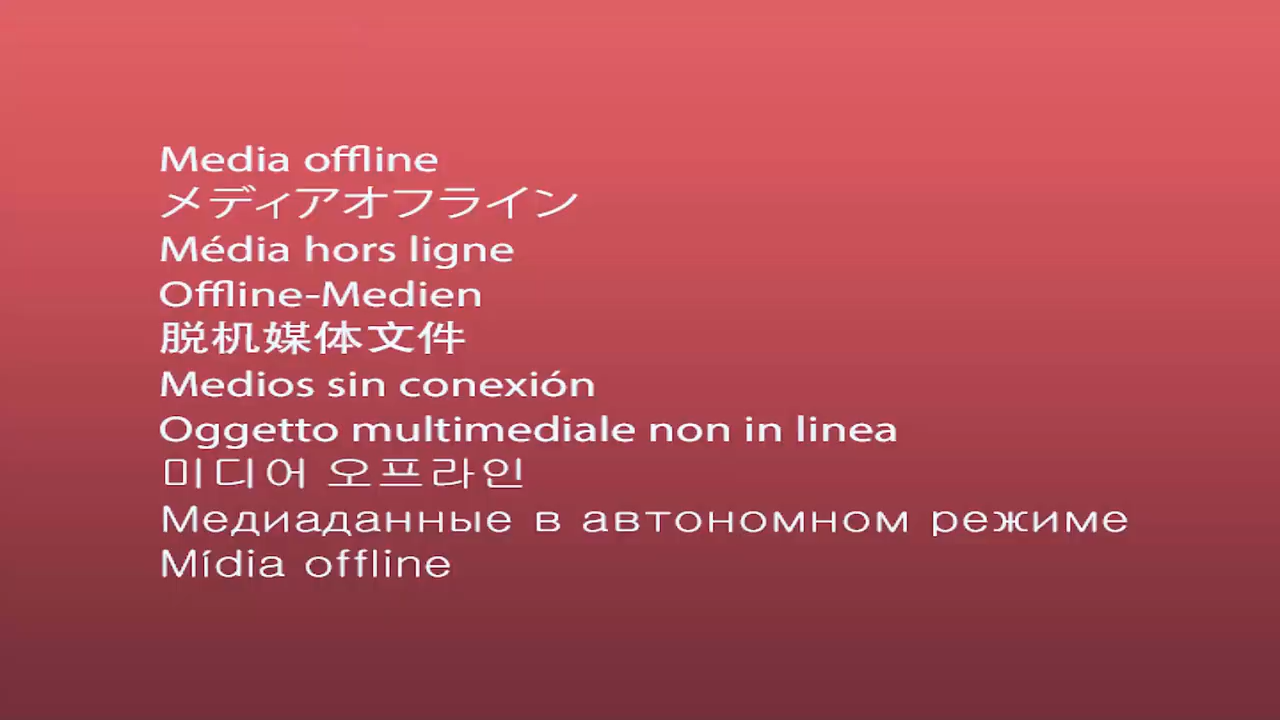 Media offline
メディアオフライン
Média hors ligne
Offline-Medien
脱机媒体文件
Medios sin conexión
Oggetto multimediale non in linea
미디어 오프라인
Медиаданные в автономном режиме
Mídia offline